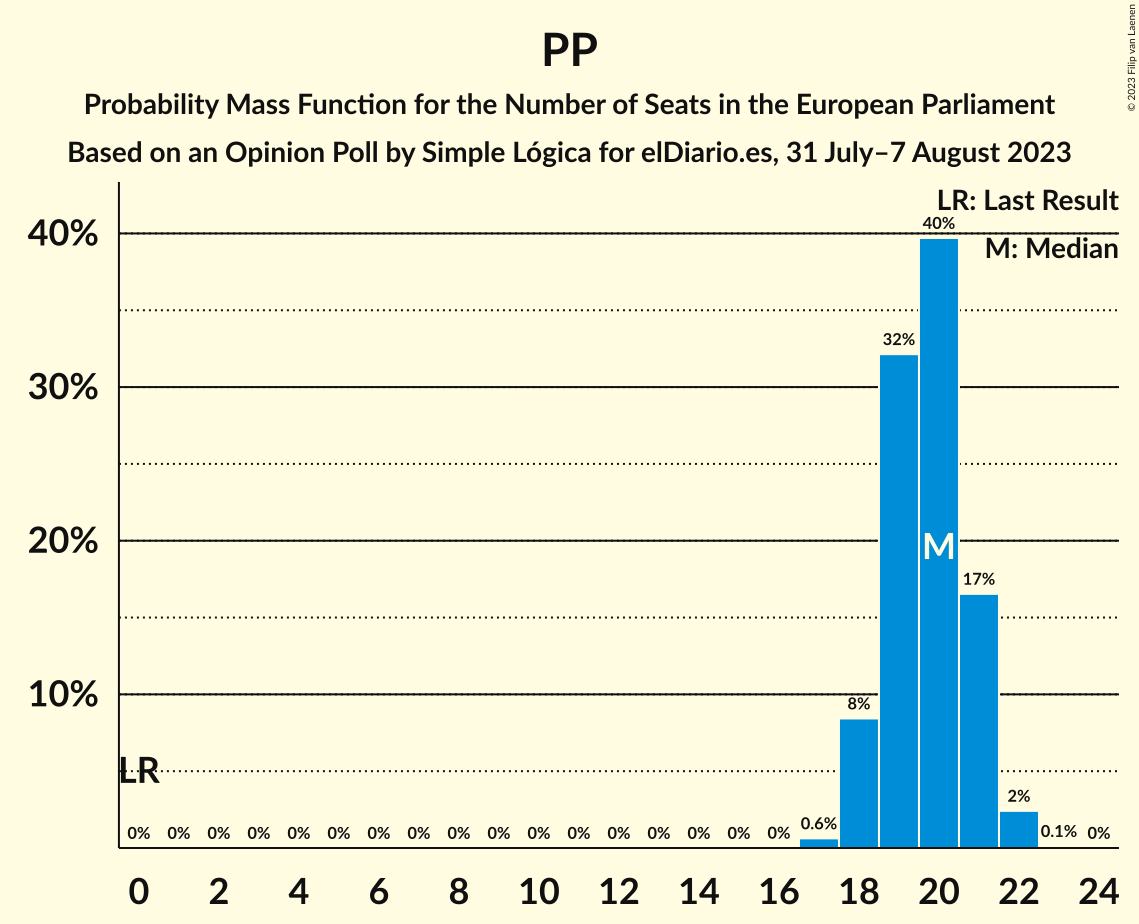 PP
Probability Mass Function for the Number of Seats in the European Parliament
Based on an Opinion Poll by Simple Lógica for elDiario.es, 31 July–7 August 2023
© 2023 Filip van Laenen
LR: Last Result
M: Median
40%
30%
20%
10%
LR
M
0% 0% 0% 0% 0% 0% 0% 0% 0% 0% 0% 0% 0% 0% 0% 0% 0% 0.6% 8% 32% 40% 17% 2% 0.1% 0%
0 2 4 6 8 10 12 14 16 18 20 22 24